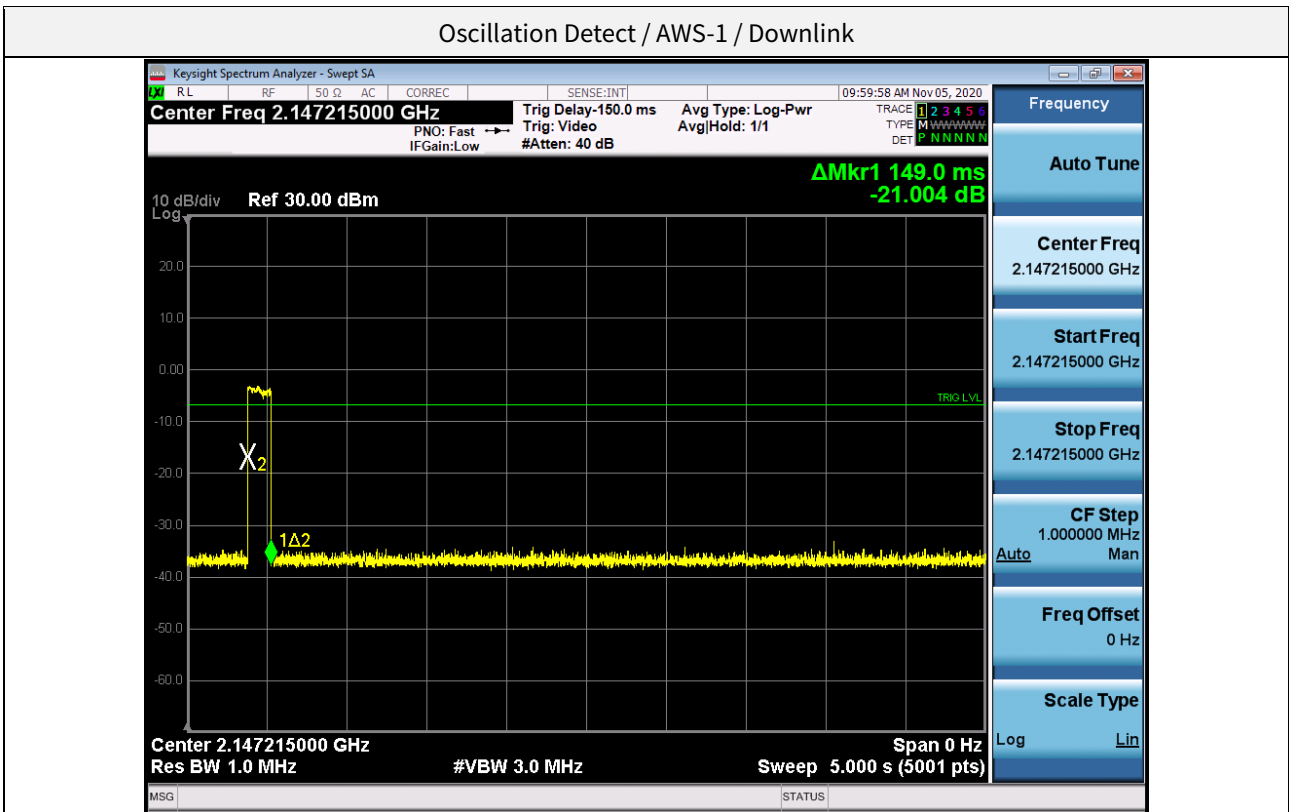 Oscillation Detect / AWS-1 / Downlink
Keysight Spectrum Analyzer - Swept SA
LXI RL RF 50 Ω AC CORREC SENSE:INT 09:59:58 AM Nov 05, 2020
Center Freq 2.147215000 GHz
PNO: Fast
IFGain:Low
Trig Delay-150.0 ms
Trig: Video
#Atten: 40 dB
Avg Type: Log-Pwr
Avg|Hold: 1/1
TRACE 1 2 3 4 5 6
TYPE M WWWWW
DET P N N N N N
ΔMkr1 149.0 ms
-21.004 dB
10 dB/div Ref 30.00 dBm
Log
20.0
10.0
0.00
TRIG LVL
-10.0
X2
-20.0
-30.0
1Δ2
-40.0
-50.0
-60.0
Center 2.147215000 GHz Span 0 Hz
Res BW 1.0 MHz #VBW 3.0 MHz Sweep 5.000 s (5001 pts)
MSG STATUS
Frequency
Auto Tune
Center Freq
2.147215000 GHz
Start Freq
2.147215000 GHz
Stop Freq
2.147215000 GHz
CF Step
1.000000 MHz
Auto Man
Freq Offset
0 Hz
Scale Type
Log Lin